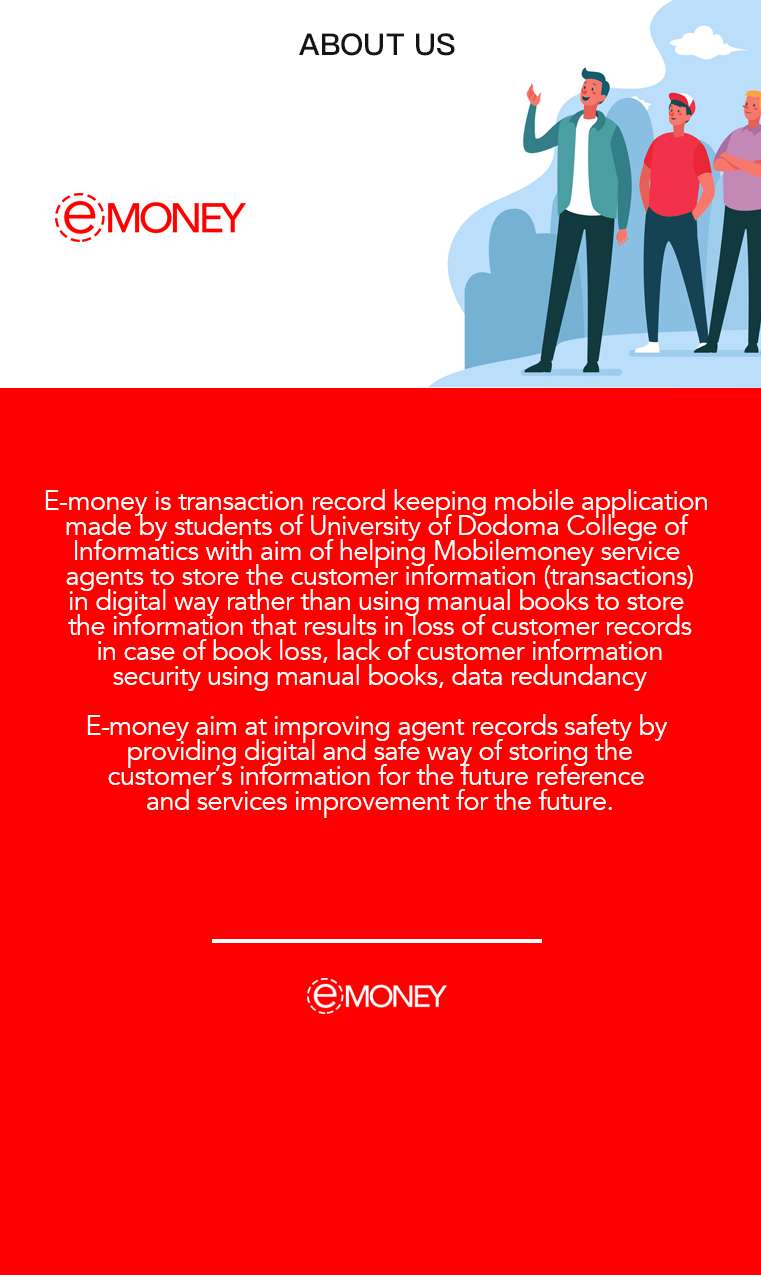 ABOUT US
eMONEY
E-money is transaction record keeping mobile application
made by students of University of Dodoma College of
Informatics with aim of helping Mobilemoney service
agents to store the customer information (transactions)
in digital way rather than using manual books to store
the information that results in loss of customer records
in case of book loss, lack of customer information
security using manual books, data redundancy
E-money aim at improving agent records safety by
providing digital and safe way of storing the
customer’s information for the future reference
and services improvement for the future.
eMONEY